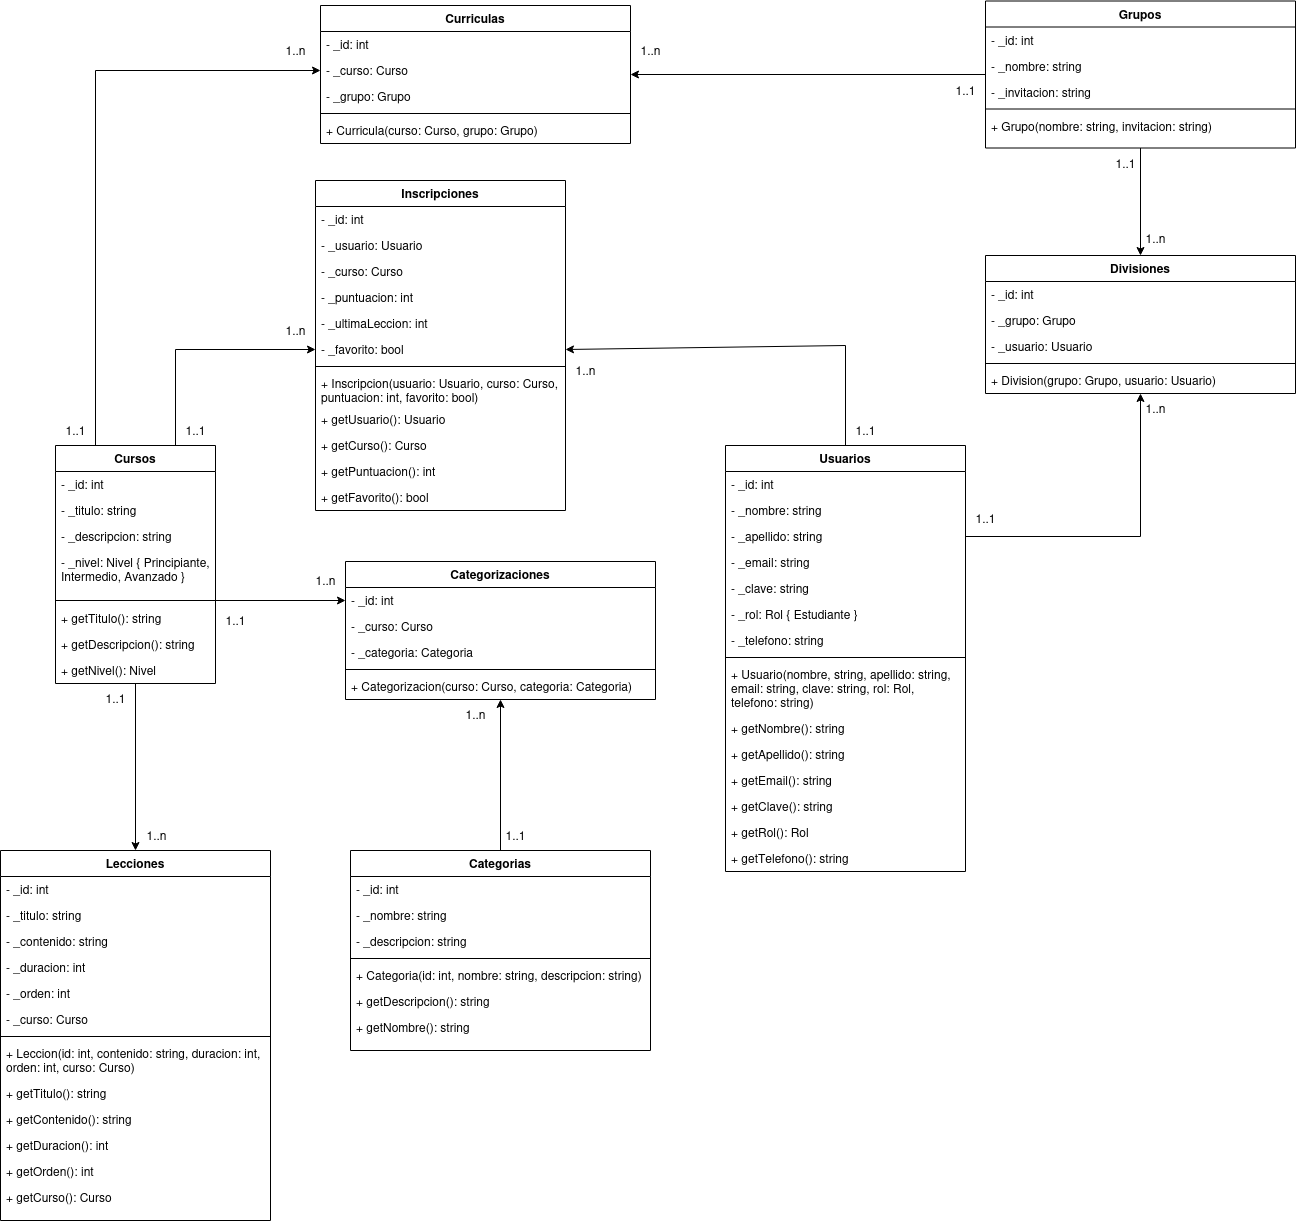 Curriculas
- _id: int
- _curso: Curso
- _grupo: Grupo
+ Curricula(curso: Curso, grupo: Grupo)
1..n
1..n
Grupos
- _id: int
- _nombre: string
- _invitacion: string
+ Grupo(nombre: string, invitacion: string)
1..1
1..1
1..n
Inscripciones
- _id: int
- _usuario: Usuario
- _curso: Curso
- _puntuacion: int
- _ultimaLeccion: int
- _favorito: bool
+ Inscripcion(usuario: Usuario, curso: Curso,
puntuacion: int, favorito: bool)
+ getUsuario(): Usuario
+ getCurso(): Curso
+ getPuntuacion(): int
+ getFavorito(): bool
1..n
1..n
Divisiones
- _id: int
- _grupo: Grupo
- _usuario: Usuario
+ Division(grupo: Grupo, usuario: Usuario)
1..n
1..1
1..1
Cursos
- _id: int
- _titulo: string
- _descripcion: string
- _nivel: Nivel { Principiante,
Intermedio, Avanzado }
+ getTitulo(): string
+ getDescripcion(): string
+ getNivel(): Nivel
1..1
1..n
1..1
1..n
Categorizaciones
- _id: int
- _curso: Curso
- _categoria: Categoria
+ Categorizacion(curso: Curso, categoria: Categoria)
1..n
1..1
1..1
Usuarios
- _id: int
- _nombre: string
- _apellido: string
- _email: string
- _clave: string
- _rol: Rol { Estudiante }
- _telefono: string
+ Usuario(nombre, string, apellido: string,
email: string, clave: string, rol: Rol,
telefono: string)
+ getNombre(): string
+ getApellido(): string
+ getEmail(): string
+ getClave(): string
+ getRol(): Rol
+ getTelefono(): string
1..1
Lecciones
- _id: int
- _titulo: string
- _contenido: string
- _duracion: int
- _orden: int
- _curso: Curso
+ Leccion(id: int, contenido: string, duracion: int,
orden: int, curso: Curso)
+ getTitulo(): string
+ getContenido(): string
+ getDuracion(): int
+ getOrden(): int
+ getCurso(): Curso
Categorias
- _id: int
- _nombre: string
- _descripcion: string
+ Categoria(id: int, nombre: string, descripcion: string)
+ getDescripcion(): string
+ getNombre(): string